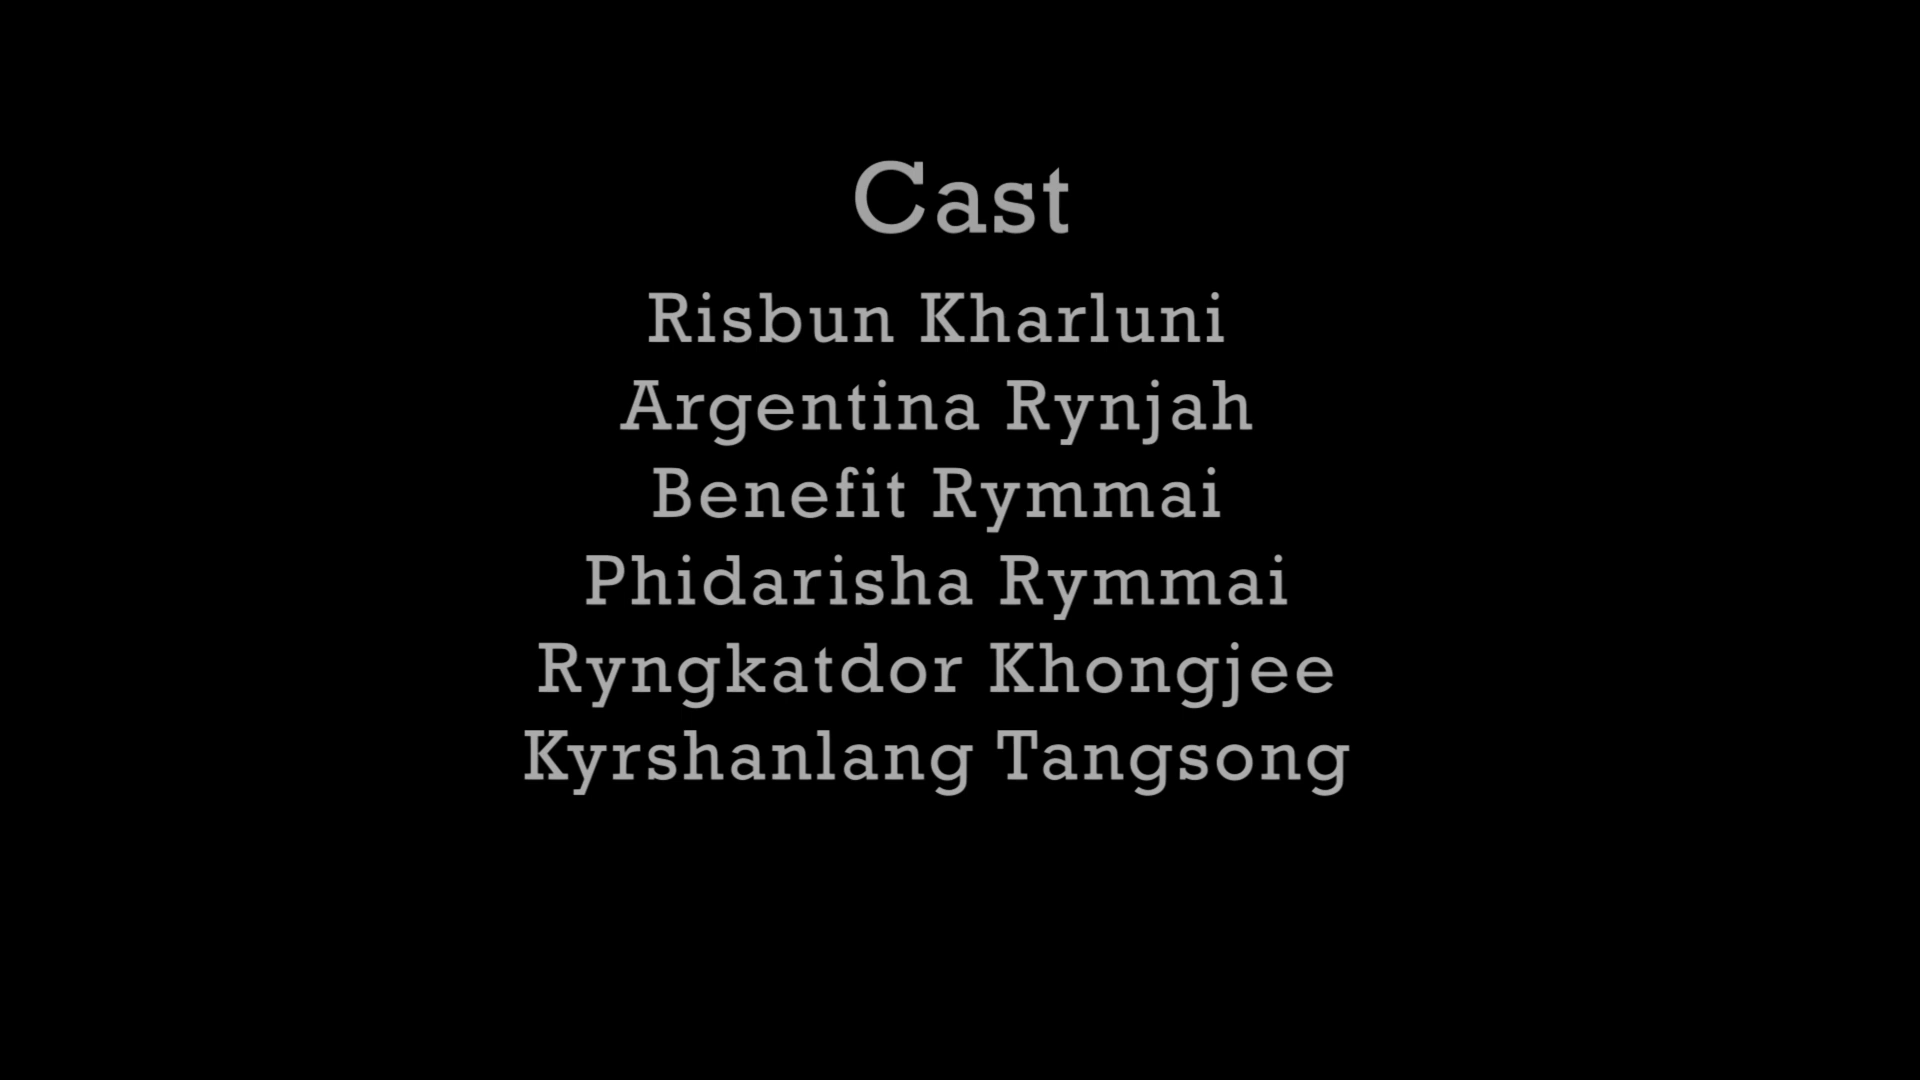 Cast
Risbun Kharluni
Argentina Rynjah
Benefit Rymmai
Phidarisha Rymmai
Ryngkatdor Khongjee
Kyrshanlang Tangsong